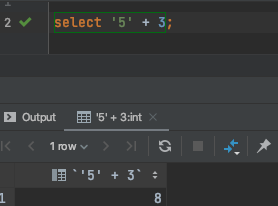 2 select '5' + 3;
Output '5' + 3:int
1 row
`'5' + 3`
1 8